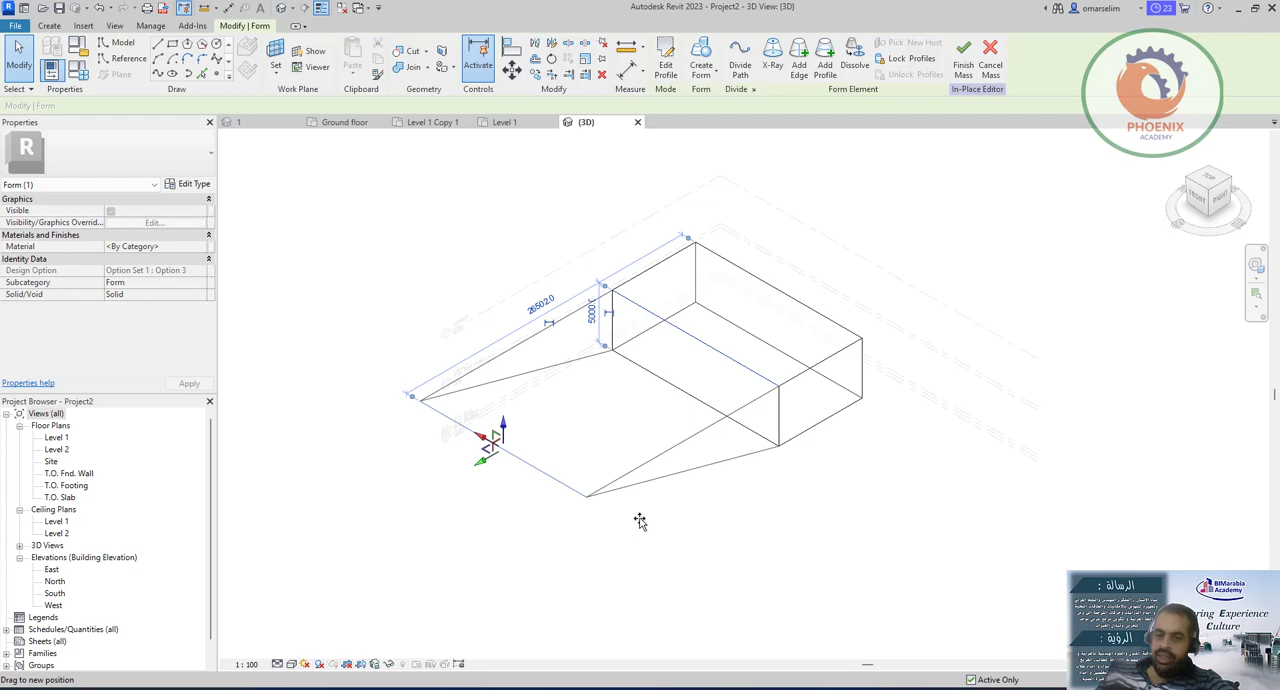 Autodesk Revit 2023 - Project2 - 3D View: {3D}
omarselim
23
File
Create
Insert
View
Manage
Add-Ins
Modify | Form
Modify
Select
Properties
Model
Reference
Plane
Draw
Set
Show
Viewer
Work Plane
Paste
Clipboard
Cut
Join
Geometry
Activate
Controls
Modify
Measure
Edit
Profile
Mode
Create
Form
Form
Divide
Path
Divide
X-Ray
Add
Edge
Add
Profile
Dissolve
Pick New Host
Lock Profiles
Unlock Profiles
Form Element
Finish
Mass
Cancel
Mass
In-Place Editor
PHOENIX
ACADEMY
Modify | Form
Properties
1
Ground floor
Level 1 Copy 1
Level 1
{3D}
R
Form (1)
Edit Type
Graphics
Visible
Visibility/Graphics Overrid...
Edit...
Materials and Finishes
Material
<By Category>
Identity Data
Design Option
Option Set 1 : Option 3
Subcategory
Form
Solid/Void
Solid
Properties help
Apply
Project Browser - Project2
Views (all)
Floor Plans
Level 1
Level 2
Site
T.O. Fnd. Wall
T.O. Footing
T.O. Slab
Ceiling Plans
Level 1
Level 2
3D Views
Elevations (Building Elevation)
East
North
South
West
Legends
Schedules/Quantities (all)
Sheets (all)
Families
Groups
26502.0
5000.
TOP
FRONT
RIGHT
1 : 100
Drag to new position
Active Only
الرسالة :
الرؤية :
BIMarabia
Academy
ring Experience
Culture